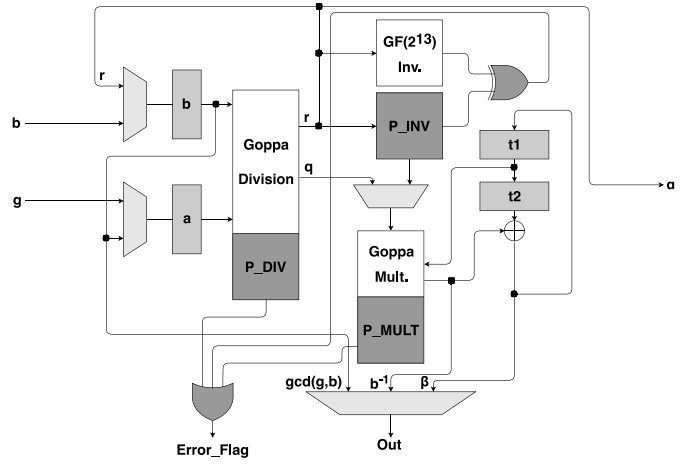 GF(2^13)
Inv.
r
b
b
r
P_INV
Goppa
Division
t1
q
t2
α
g
a
Goppa
Mult.
P_DIV
P_MULT
gcd(g,b)
b^-1
β
Error_Flag
Out